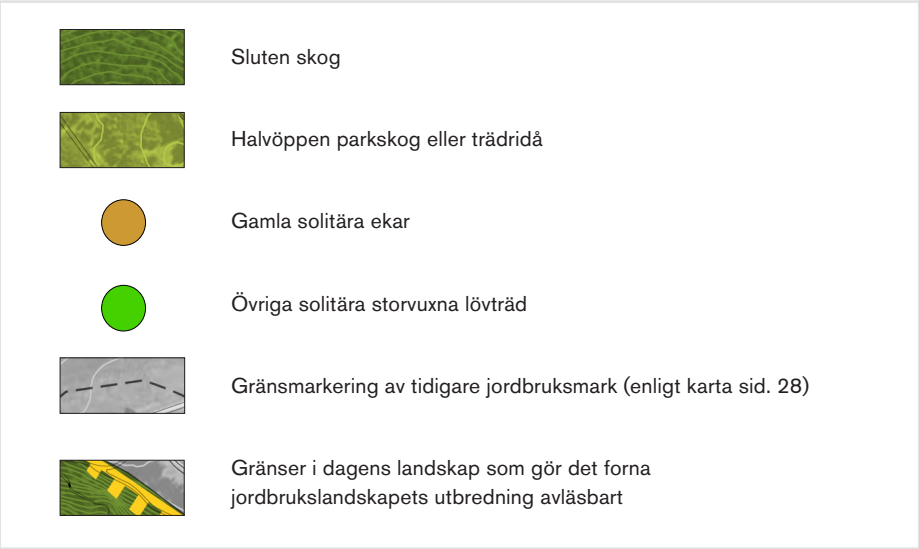 Sluten skog
Halvöppen parkskog eller trädridå
Gamla solitära ekar
Övriga solitära storvuxna lövträd
Gränsmarkering av tidigare jordbruksmark (enligt karta sid. 28)
Gränser i dagens landskap som gör det forna
jordbrukslandskapets utbredning avläsbart